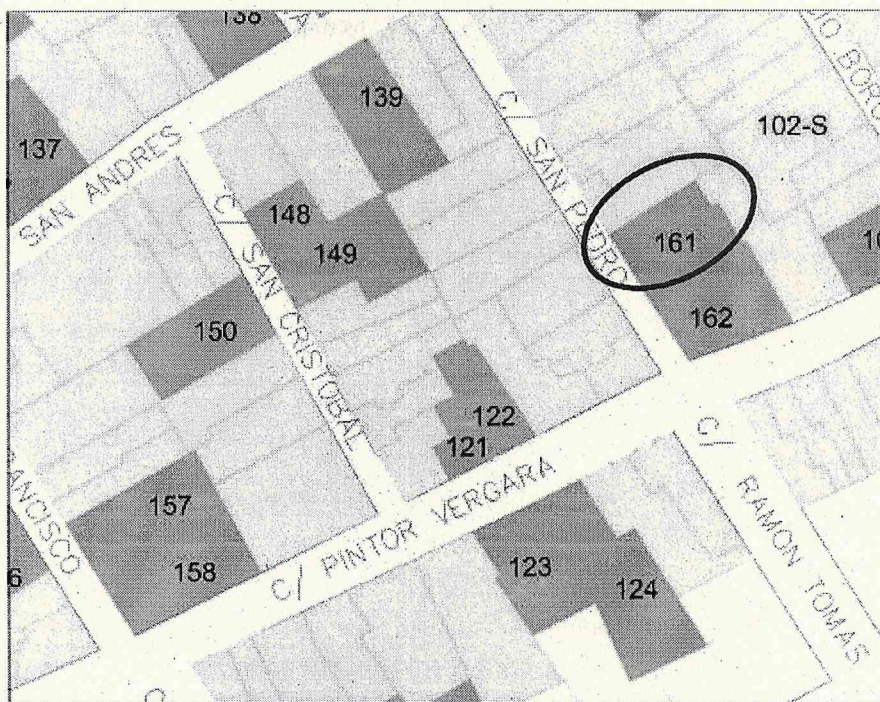 138
139
137
102-S
SAN ANDRES
C/ SAN PEDRO
148
149
161
C/ SAN CRISTOBAL
150
162
122
121
157
158
C/ PINTOR VERGARA
C/ RAMON TOMAS
123
124